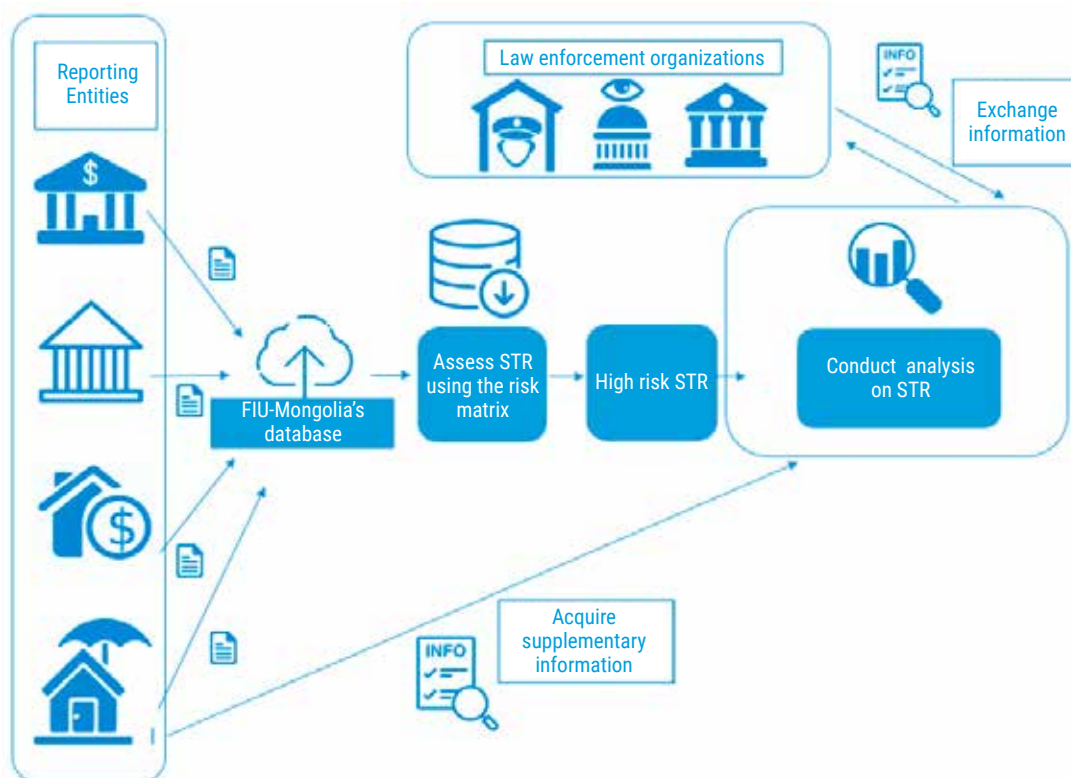 Reporting
Entities
$
Law enforcement organizations
INFO
Exchange
information
FIU-Mongolia's
database
Assess STR
using the risk
matrix
High risk STR
Conduct analysis
on STR
$
Acquire
supplementary
information
INFO